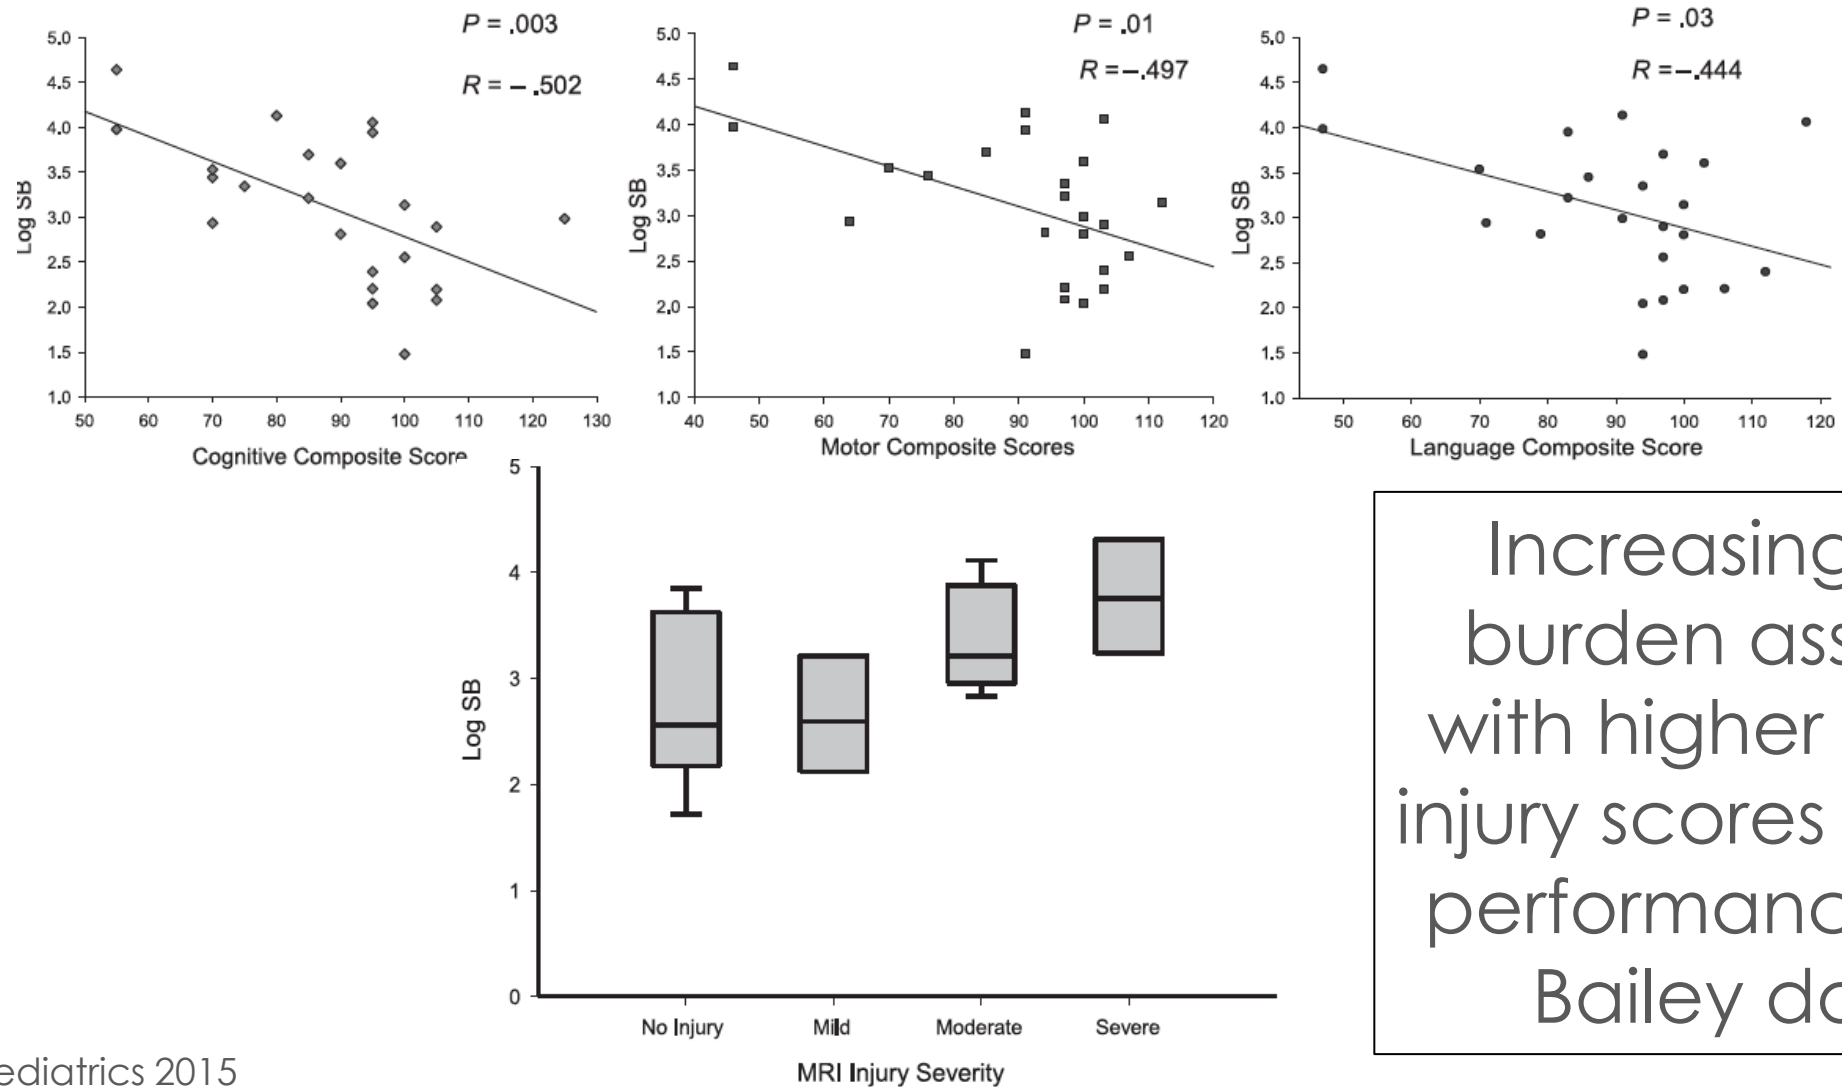 P = .003
R = – .502
5.0
4.5
4.0
3.5
3.0
2.5
2.0
1.5
1.0
Log SB
50 60 70 80 90 100 110 120 130
Cognitive Composite Score
P = .01
R = –.497
5.0
4.5
4.0
3.5
3.0
2.5
2.0
1.5
1.0
Log SB
40 50 60 70 80 90 100 110 120
Motor Composite Scores
P = .03
R = –.444
5.0
4.5
4.0
3.5
3.0
2.5
2.0
1.5
1.0
Log SB
50 60 70 80 90 100 110 120
Language Composite Score
5
4
3
2
1
0
Log SB
No Injury Mild Moderate Severe
MRI Injury Severity
Increasing
burden ass
with higher
injury scores
performanc
Bailey do
ediatrics 2015